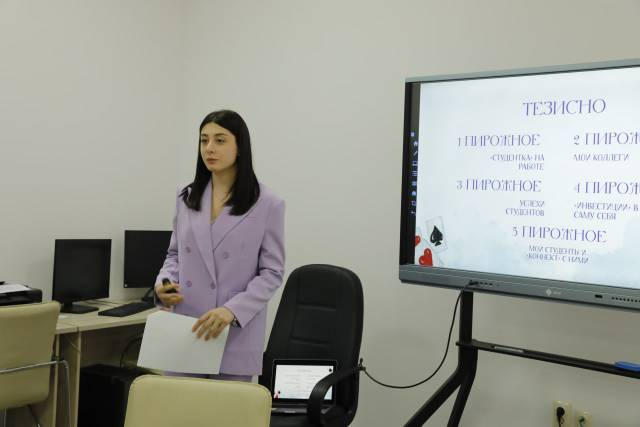 ТЕЗИСНО
1 ПИРОЖНОЕ
«СТУДЕНТКА» НА
РАБОТЕ
2 ПИРОЖ
МОИ КОЛЛЕГИ
3 ПИРОЖНОЕ
УСПЕХИ
СТУДЕНТОВ
4 ПИРОЖ
«ИНВЕСТИЦИИ» В
САМУ СЕБЯ
5 ПИРОЖНОЕ
МОИ СТУДЕНТЫ И
«КОННЕКТ» С НИМИ